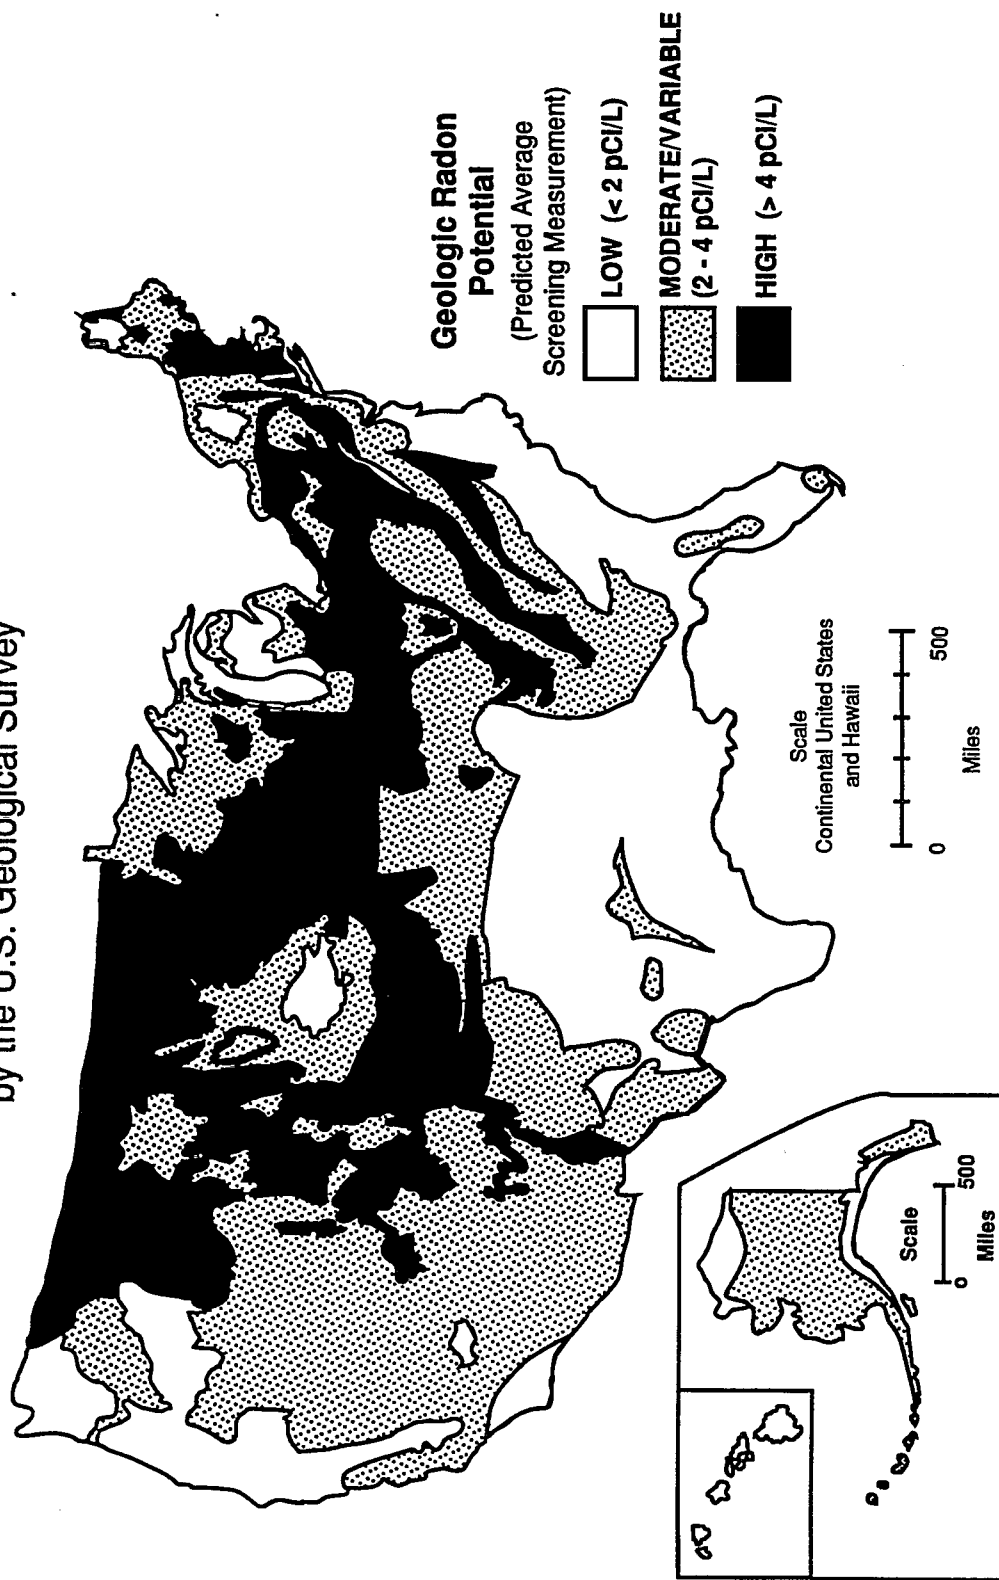 by the U.S. Geological Survey
Geologic Radon
Potential
(Predicted Average
Screening Measurement)
LOW (< 2 pCi/L)
MODERATE/VARIABLE
(2 - 4 pCi/L)
HIGH (> 4 pCi/L)
Scale
Continental United States
and Hawaii
0
500
Miles
Scale
0
500
Miles